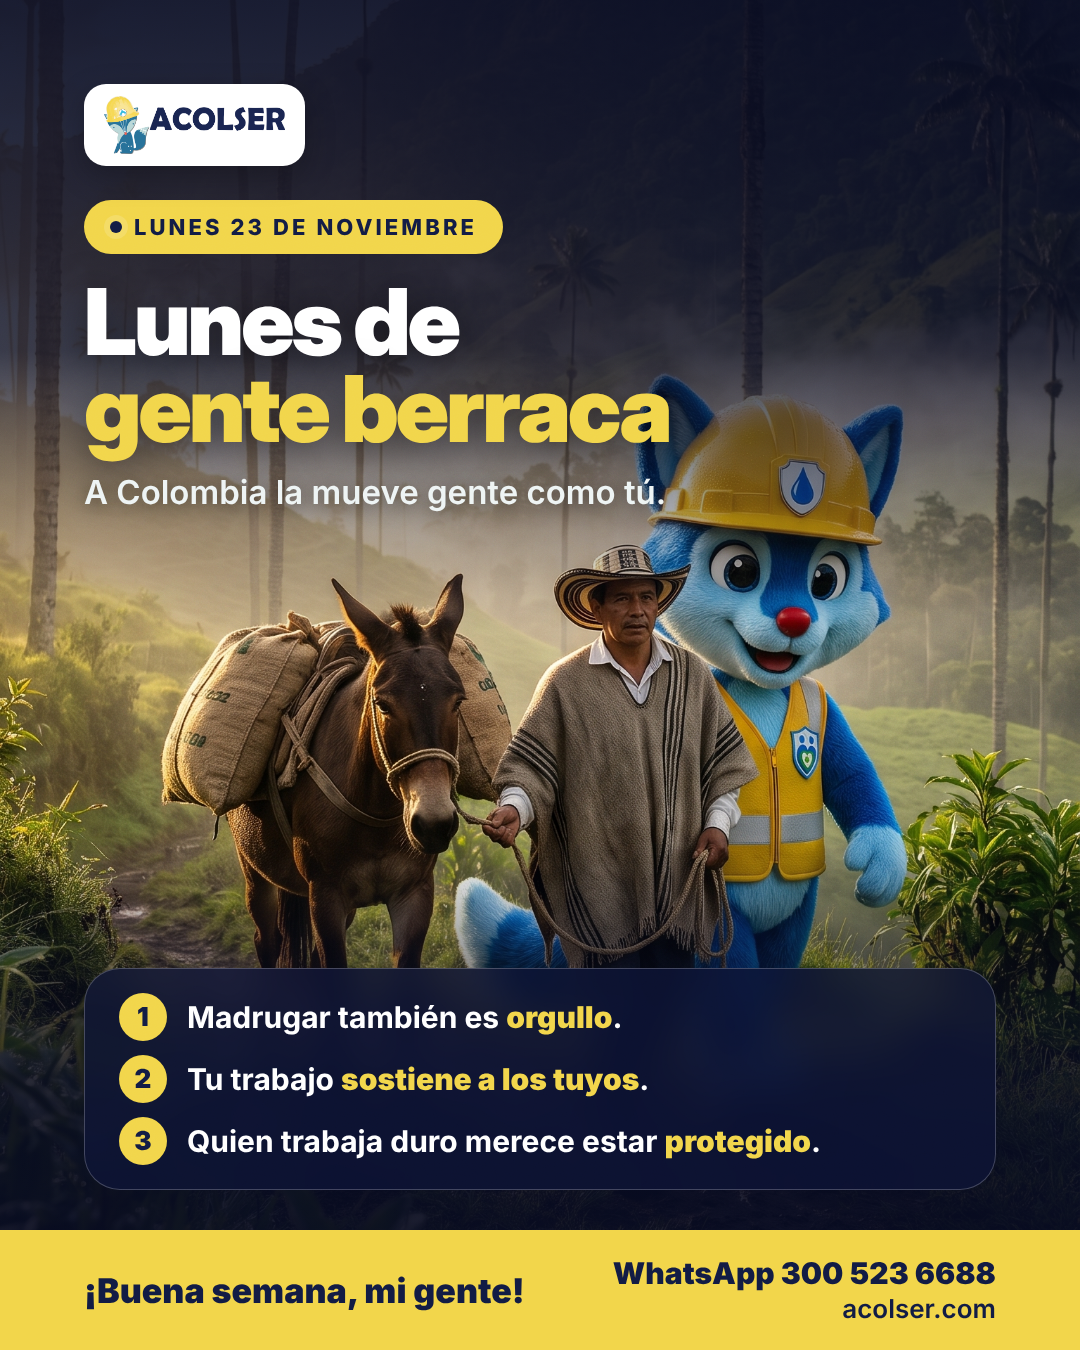 ACOLSER
LUNES 23 DE NOVIEMBRE
Lunes de
gente berraca
A Colombia la mueve gente como tú.
1 Madrugar también es orgullo.
2 Tu trabajo sostiene a los tuyos.
3 Quien trabaja duro merece estar protegido.
¡Buena semana, mi gente!
WhatsApp 300 523 6688
acolser.com